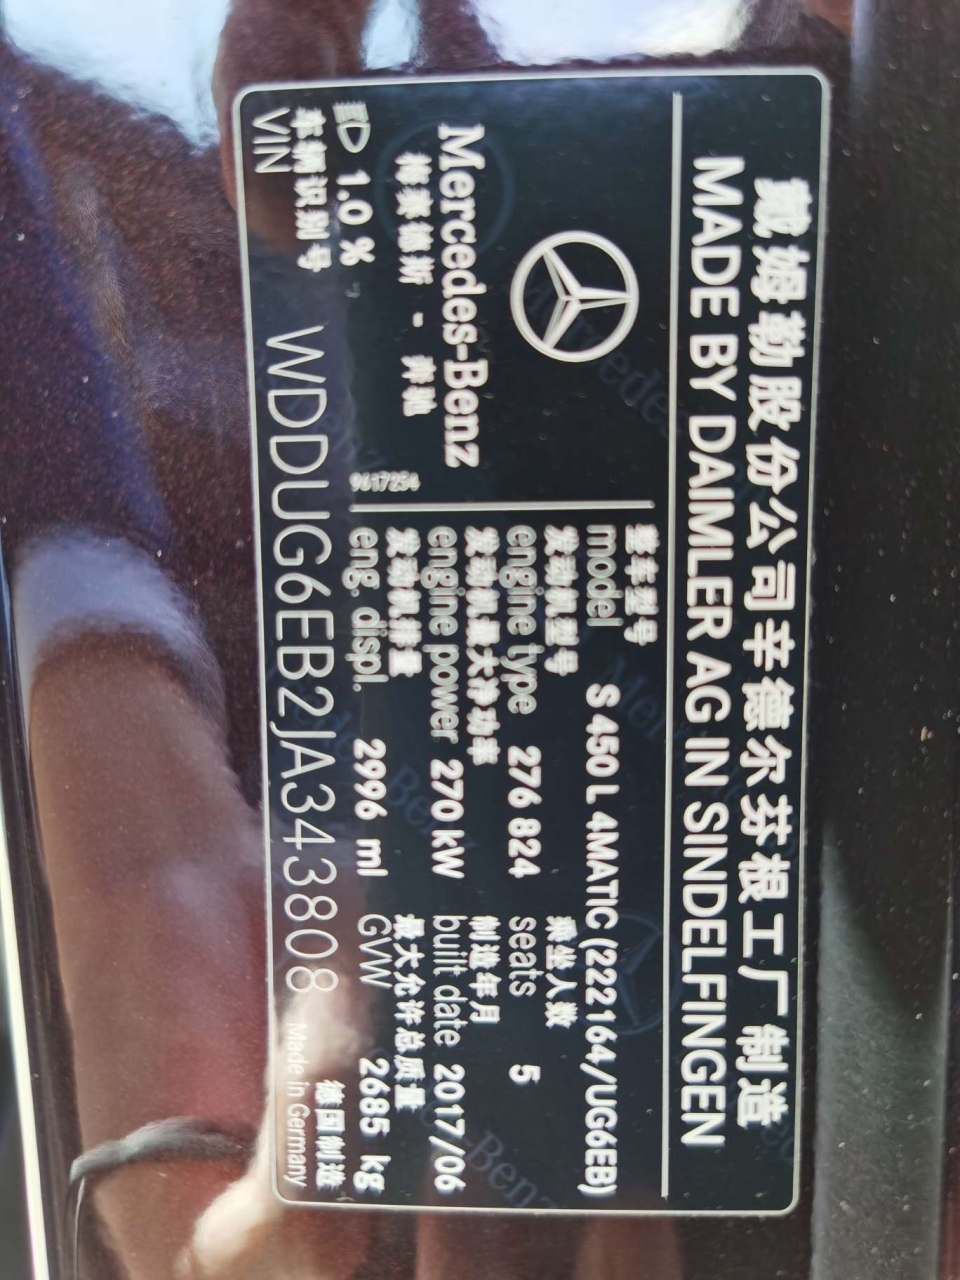 戴姆勒股份公司辛德尔芬根工厂制造
MADE BY DAIMLER AG IN SINDELFINGEN
Mercedes-Benz
梅赛德斯 - 奔驰
1.0 %
9617254
整车型号
model S 450 L 4MATIC (222164/UG6EB)
发动机型号 乘坐人数
engine type 276 824 seats 5
发动机最大净功率 制造年月
engine power 270 kW built date 2017/06
发动机排量 最大允许总质量
eng. displ. 2996 ml GVW 2685 kg
车辆识别号 德国制造
VIN WDDUG6EB2JA343808 Made in Germany